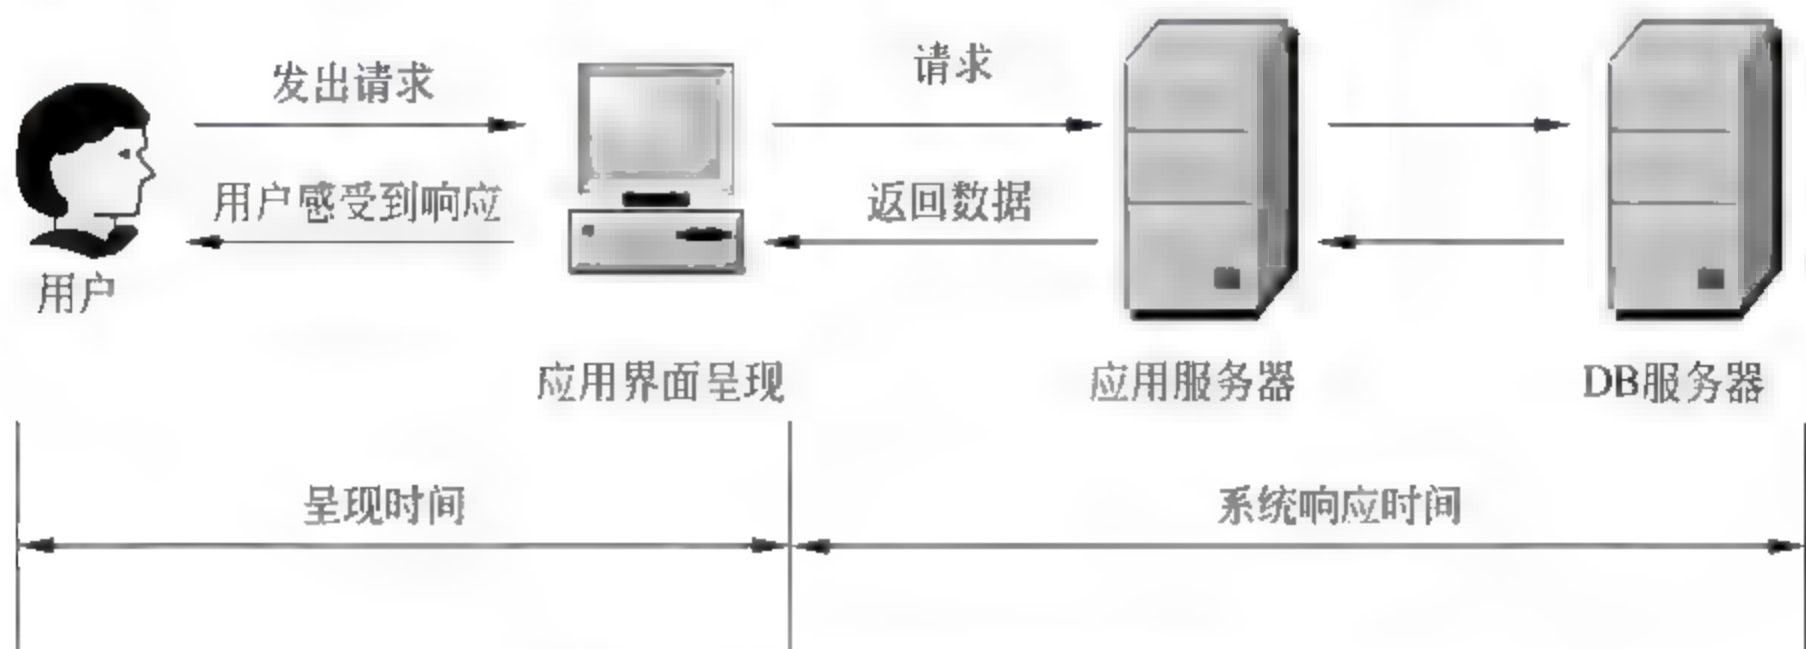 发出请求
请求
用户感受到响应
返回数据
用户
应用界面呈现
应用服务器
DB服务器
呈现时间
系统响应时间